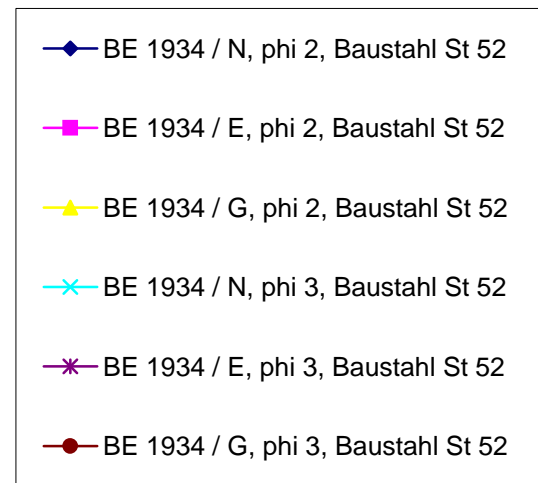 BE 1934 / N, phi 2, Baustahl St 52
BE 1934 / E, phi 2, Baustahl St 52
BE 1934 / G, phi 2, Baustahl St 52
BE 1934 / N, phi 3, Baustahl St 52
BE 1934 / E, phi 3, Baustahl St 52
BE 1934 / G, phi 3, Baustahl St 52